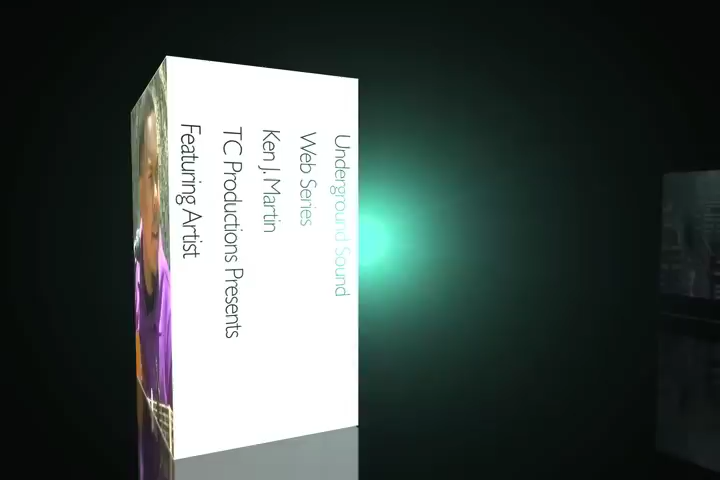 Underground Sound
Web Series
Ken J. Martin
TC Productions Presents
Featuring Artist